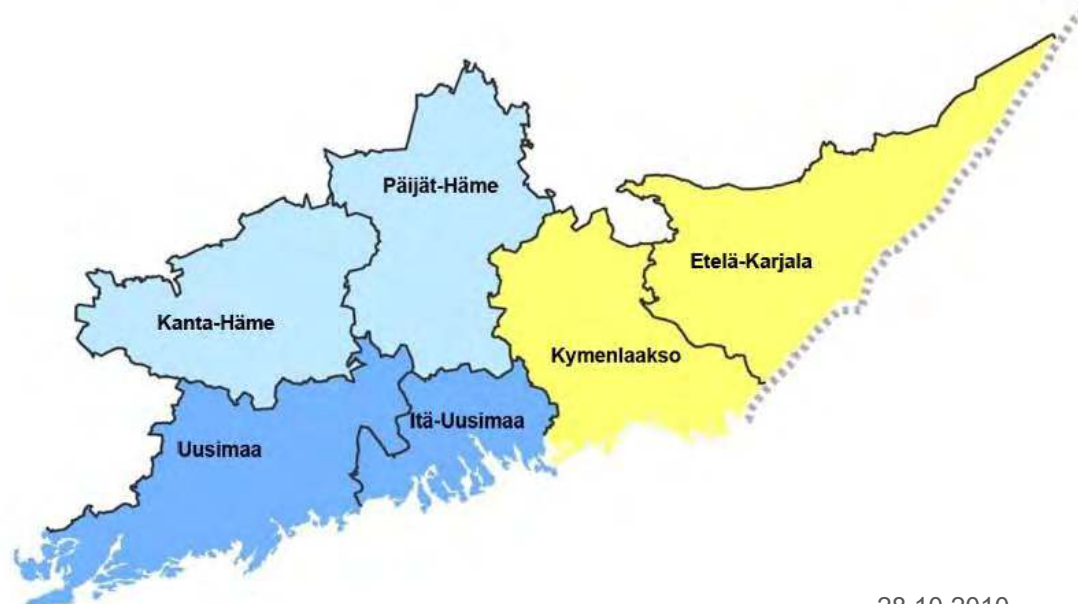 Päijät-Häme
Etelä-Karjala
Kanta-Häme
Kymenlaakso
Itä-Uusimaa
Uusimaa
28.10.2010